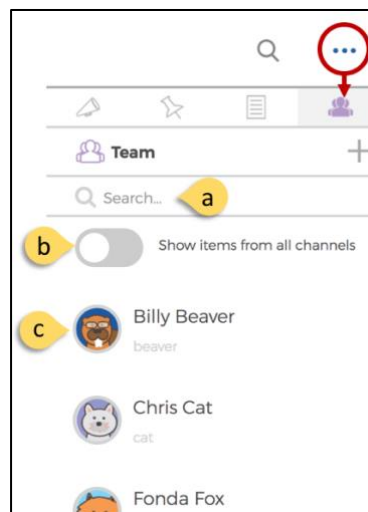 Team
Search...
a
b
Show items from all channels
c
Billy Beaver
beaver
Chris Cat
cat
Fonda Fox